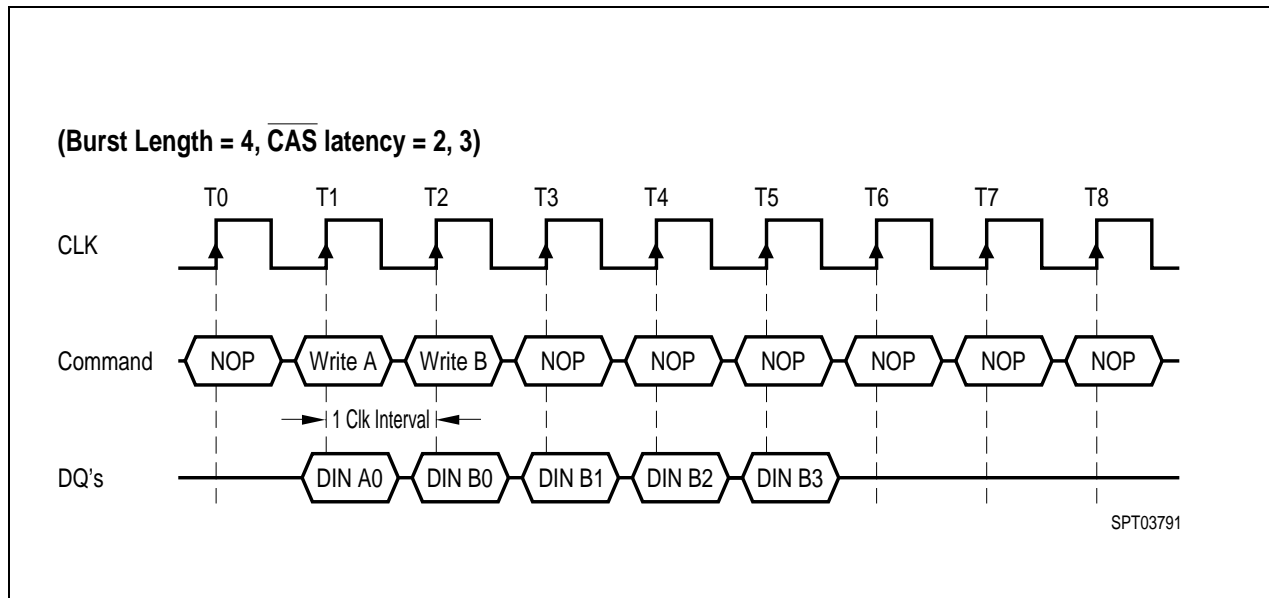 (Burst Length = 4, CAS latency = 2, 3)
T0 T1 T2 T3 T4 T5 T6 T7 T8
CLK
Command NOP Write A Write B NOP NOP NOP NOP NOP NOP
1 Clk Interval
DQ's DIN A0 DIN B0 DIN B1 DIN B2 DIN B3
SPT03791